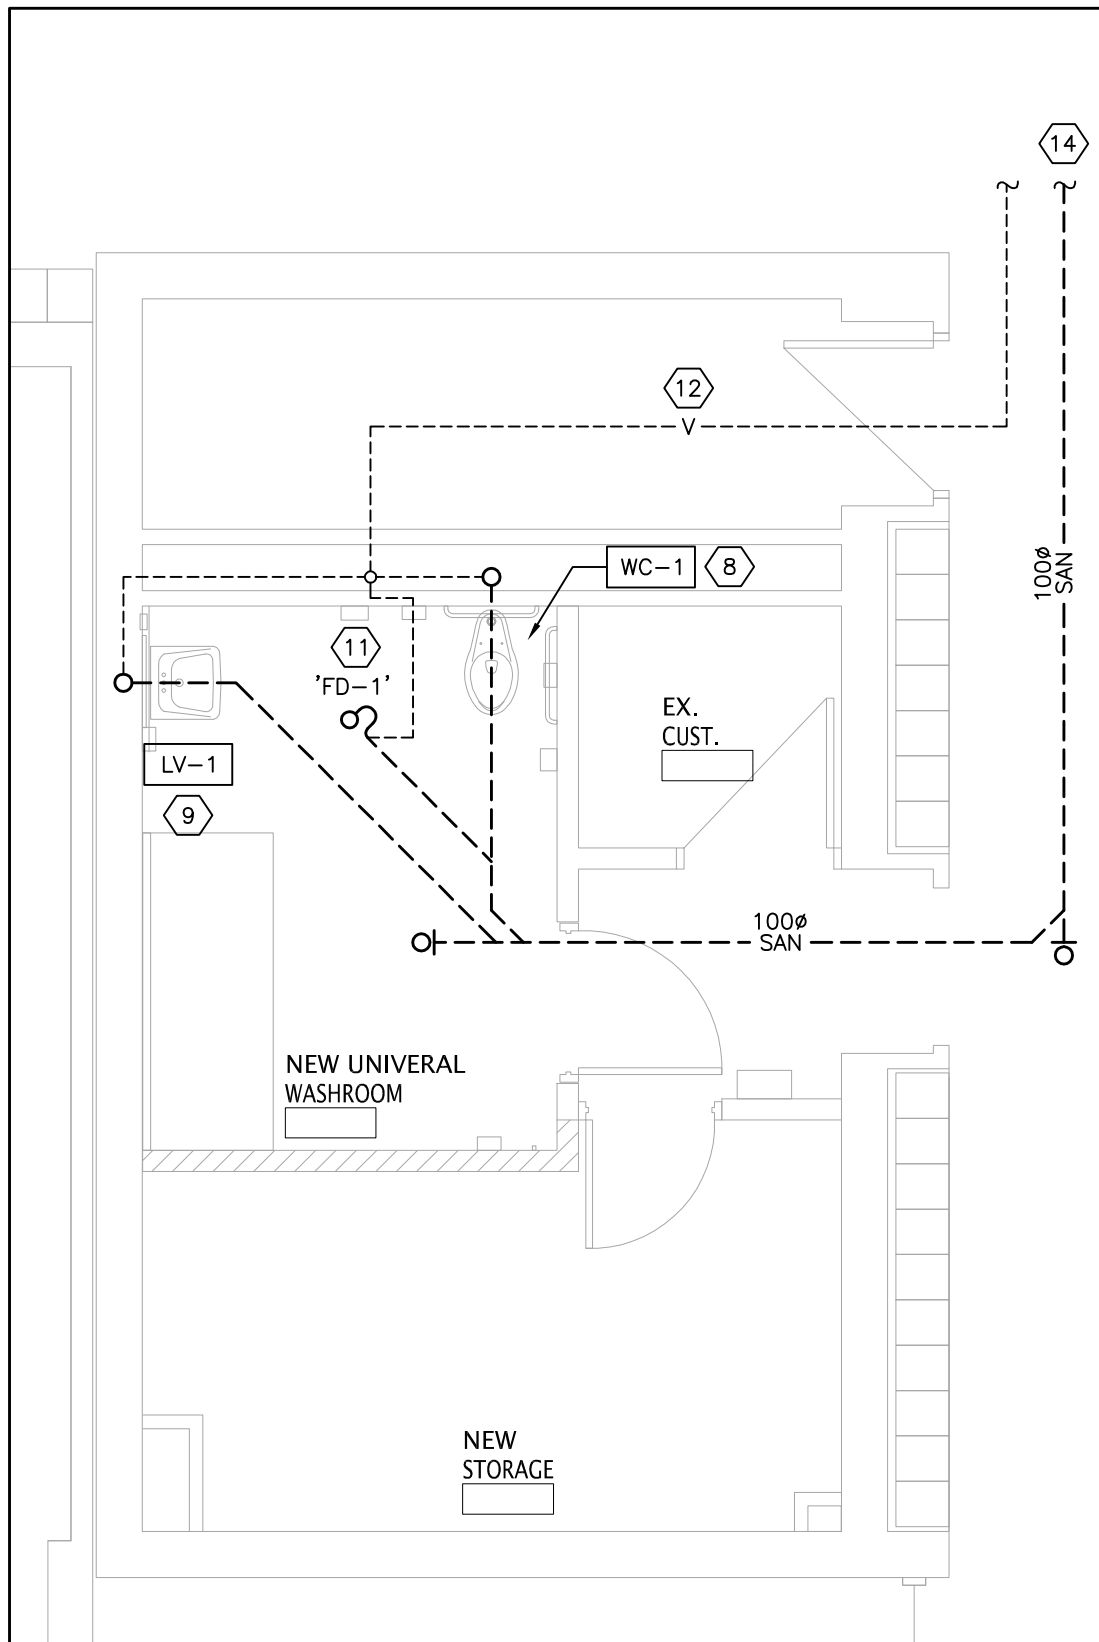 14
12
V
WC-1
8
100ø
SAN
11
'FD-1'
EX.
CUST.
LV-1
9
100ø
SAN
NEW UNIVERAL
WASHROOM
NEW
STORAGE